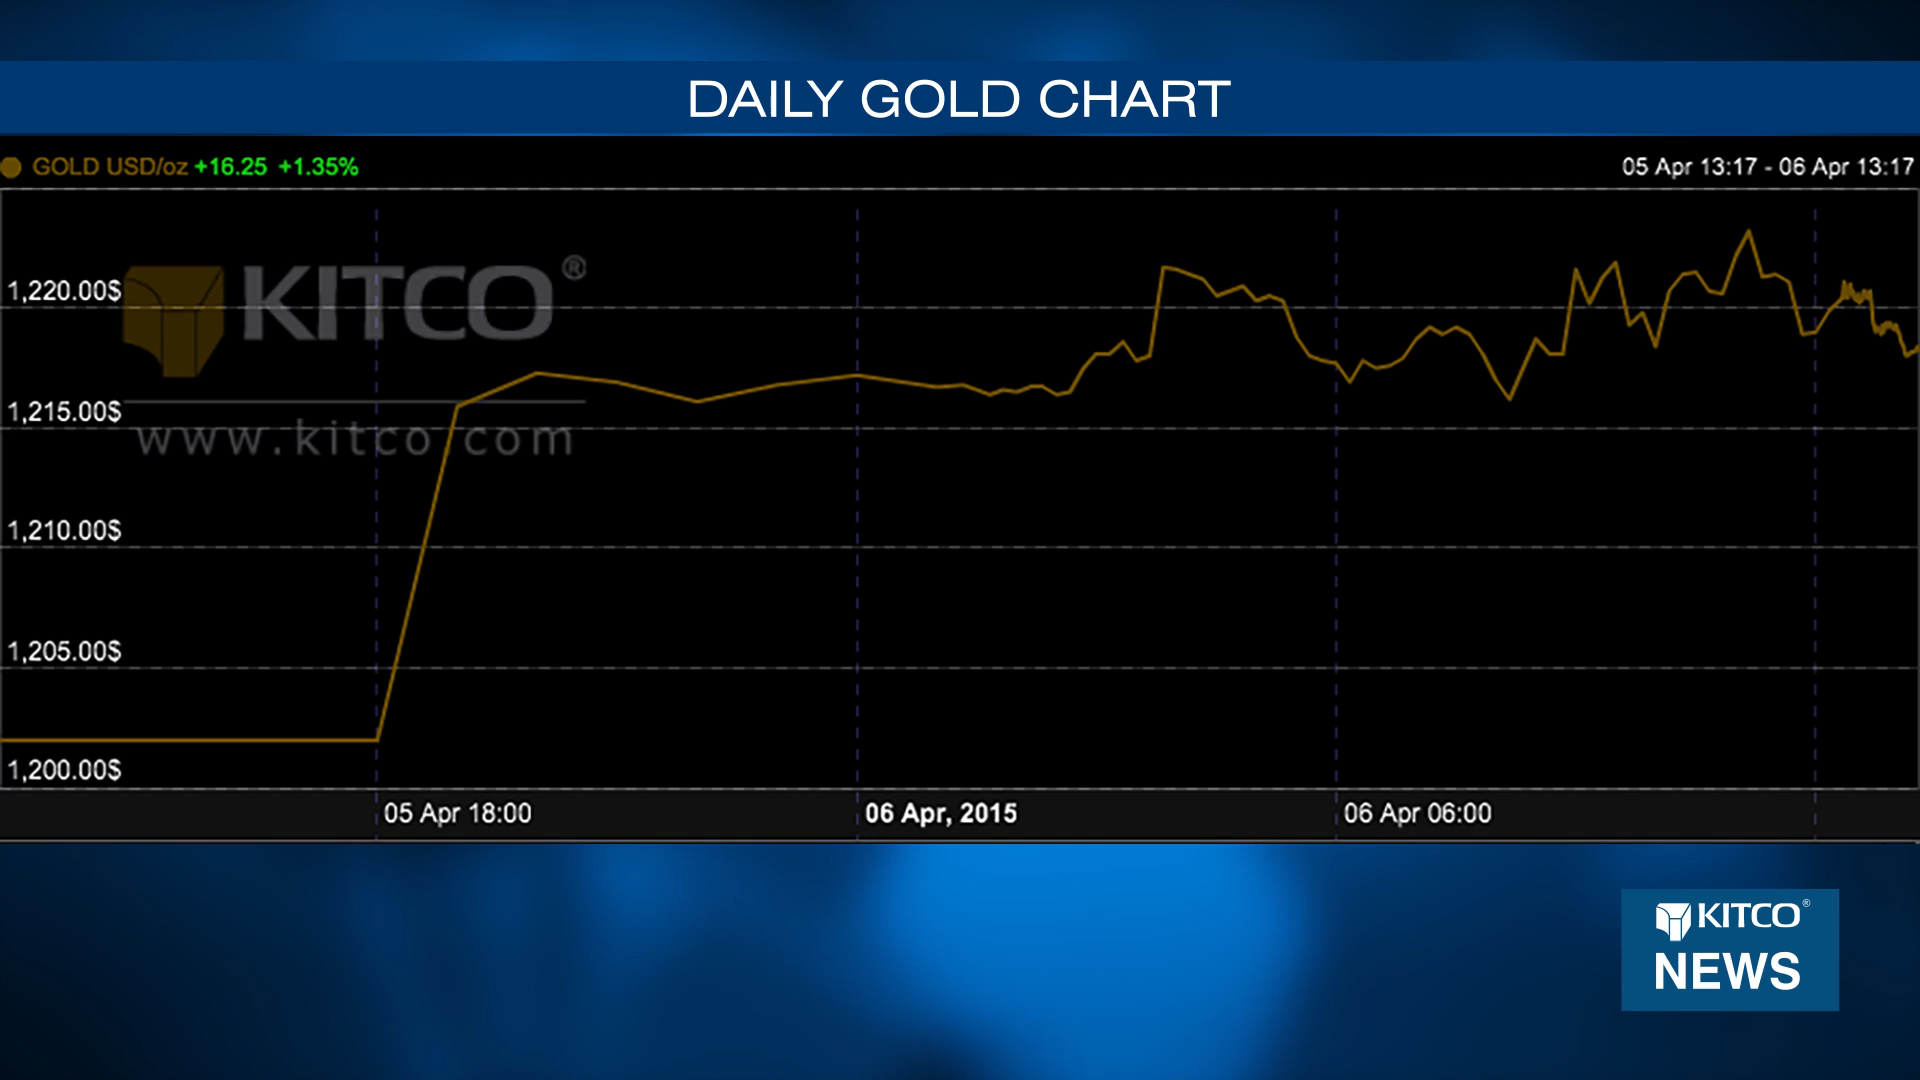 DAILY GOLD CHART
GOLD USD/oz +16.25 +1.35%
05 Apr 13:17 - 06 Apr 13:17
KITCO®
www.kitco.com
1,220.00$
1,215.00$
1,210.00$
1,205.00$
1,200.00$
05 Apr 18:00
06 Apr, 2015
06 Apr 06:00
KITCO®
NEWS